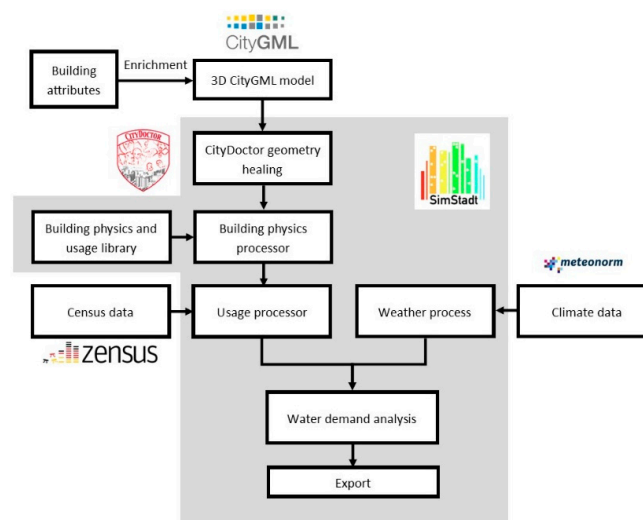 CityGML
Building
attributes
Enrichment
3D CityGML model
CITYDOCTOR
CityDoctor geometry
healing
SimStadt
Building physics and
usage library
Building physics
processor
meteonorm
Census data
Usage processor
Weather process
Climate data
zensus
Water demand analysis
Export